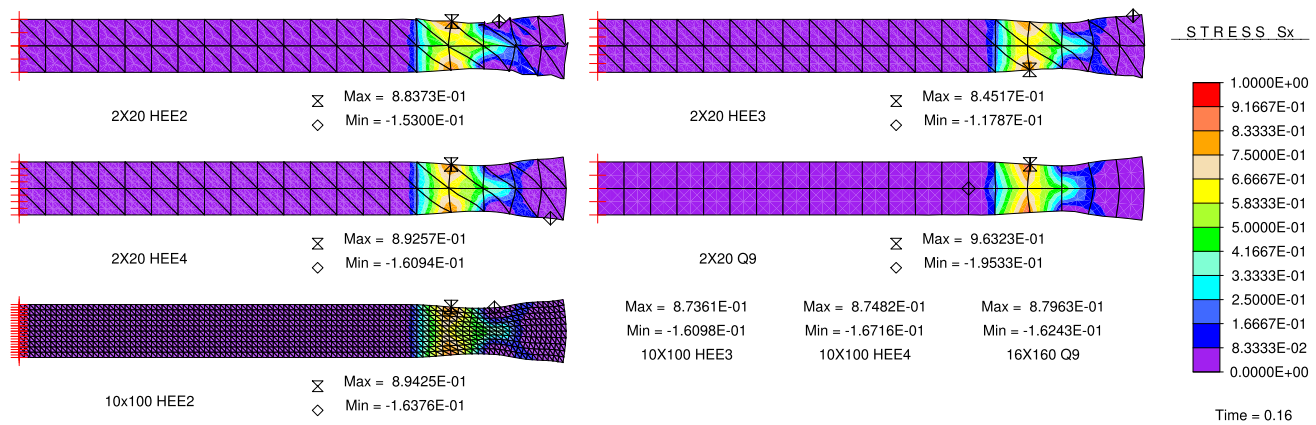 Max = 8.8373E-01
2X20 HEE2
Min = -1.5300E-01
Max = 8.4517E-01
2X20 HEE3
Min = -1.1787E-01
Max = 8.9257E-01
2X20 HEE4
Min = -1.6094E-01
Max = 9.6323E-01
2X20 Q9
Min = -1.9533E-01
Max = 8.9425E-01
10x100 HEE2
Min = -1.6376E-01
Max = 8.7361E-01
Min = -1.6098E-01
10X100 HEE3
Max = 8.7482E-01
Min = -1.6716E-01
10X100 HEE4
Max = 8.7963E-01
Min = -1.6243E-01
16X160 Q9
STRESS Sx
1.0000E+00
9.1667E-01
8.3333E-01
7.5000E-01
6.6667E-01
5.8333E-01
5.0000E-01
4.1667E-01
3.3333E-01
2.5000E-01
1.6667E-01
8.3333E-02
0.0000E+00
Time = 0.16